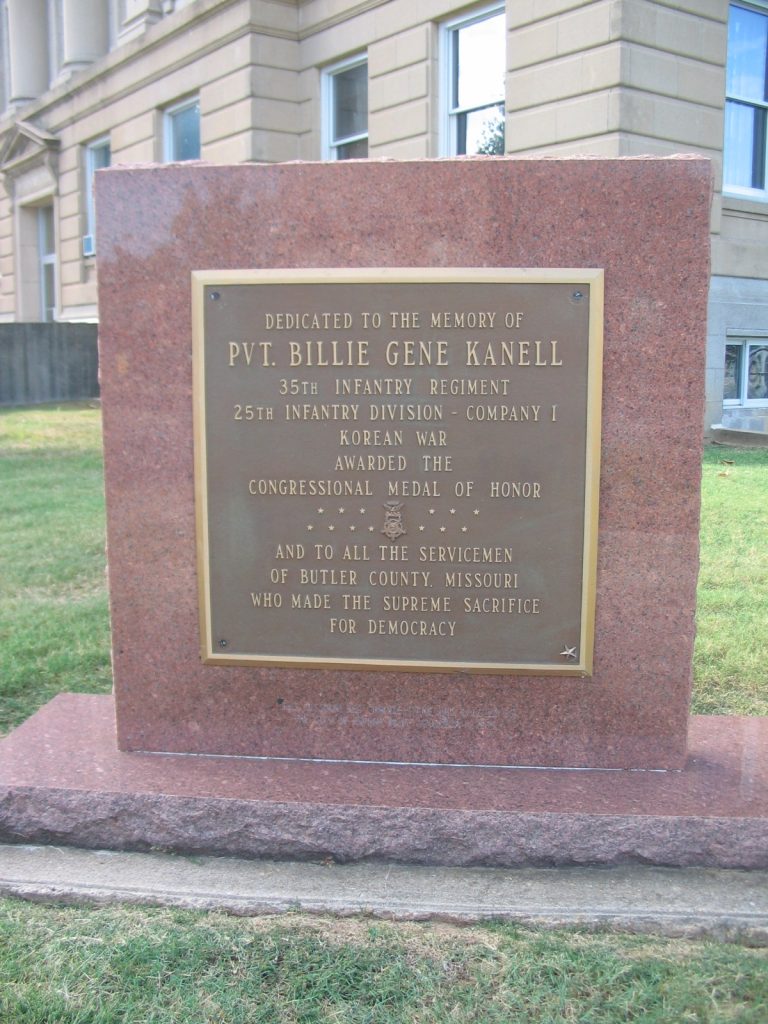 DEDICATED TO THE MEMORY OF
PVT. BILLIE GENE KANELL
35TH INFANTRY REGIMENT
25TH INFANTRY DIVISION - COMPANY I
KOREAN WAR
AWARDED THE
CONGRESSIONAL MEDAL OF HONOR
AND TO ALL THE SERVICEMEN
OF BUTLER COUNTY, MISSOURI
WHO MADE THE SUPREME SACRIFICE
FOR DEMOCRACY